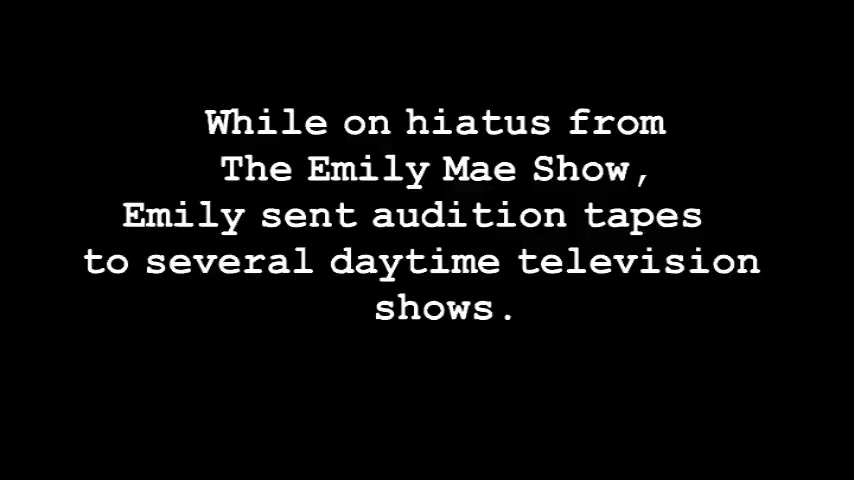 While on hiatus from
The Emily Mae Show,
Emily sent audition tapes
to several daytime television
shows.